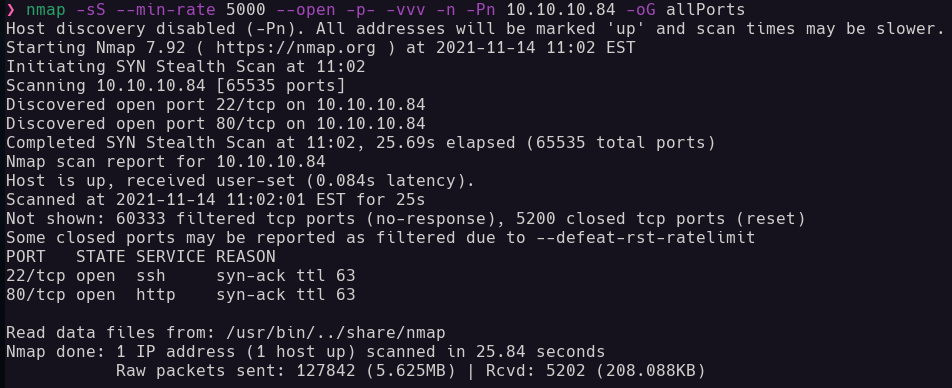 ❯ nmap -sS --min-rate 5000 --open -p- -vvv -n -Pn 10.10.10.84 -oG allPorts
Host discovery disabled (-Pn). All addresses will be marked 'up' and scan times may be slower.
Starting Nmap 7.92 ( https://nmap.org ) at 2021-11-14 11:02 EST
Initiating SYN Stealth Scan at 11:02
Scanning 10.10.10.84 [65535 ports]
Discovered open port 22/tcp on 10.10.10.84
Discovered open port 80/tcp on 10.10.10.84
Completed SYN Stealth Scan at 11:02, 25.69s elapsed (65535 total ports)
Nmap scan report for 10.10.10.84
Host is up, received user-set (0.084s latency).
Scanned at 2021-11-14 11:02:01 EST for 25s
Not shown: 60333 filtered tcp ports (no-response), 5200 closed tcp ports (reset)
Some closed ports may be reported as filtered due to --defeat-rst-ratelimit
PORT   STATE SERVICE REASON
22/tcp open  ssh     syn-ack ttl 63
80/tcp open  http    syn-ack ttl 63
Read data files from: /usr/bin/../share/nmap
Nmap done: 1 IP address (1 host up) scanned in 25.84 seconds
           Raw packets sent: 127842 (5.625MB) | Rcvd: 5202 (208.088KB)